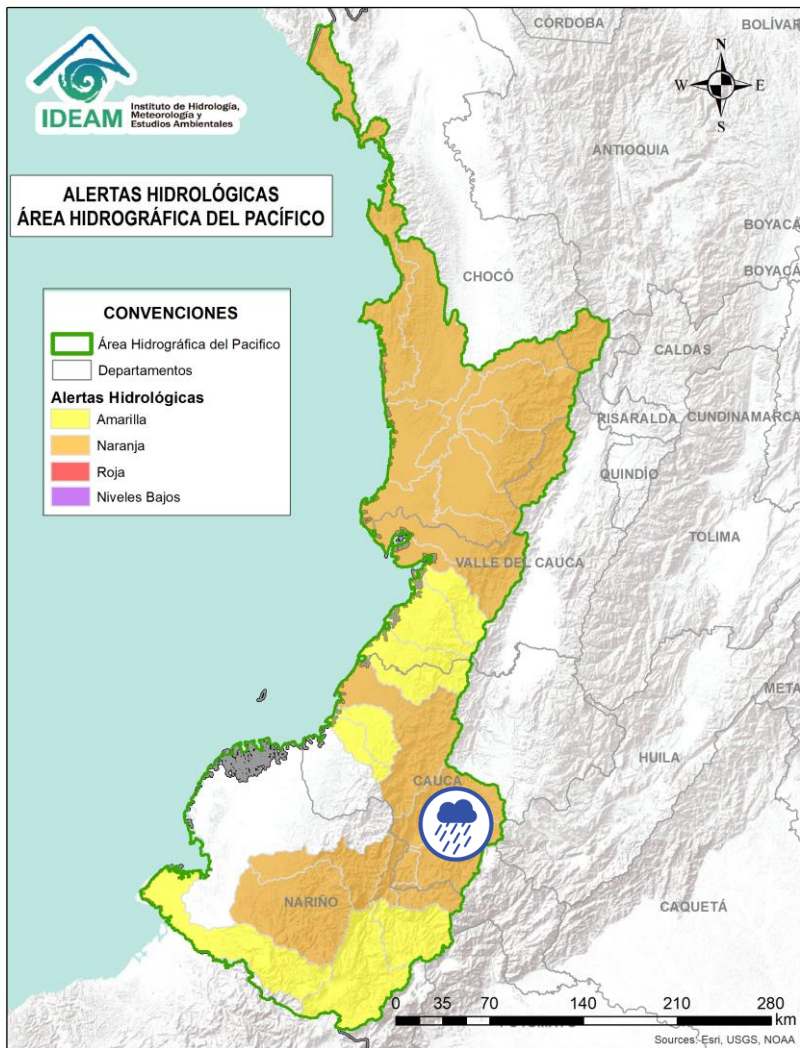 IDEAM
Instituto de Hidrología,
Meteorología y
Estudios Ambientales
ALERTAS HIDROLÓGICAS
ÁREA HIDROGRÁFICA DEL PACÍFICO
CONVENCIONES
Área Hidrográfica del Pacifico
Departamentos
Alertas Hidrológicas
Amarilla
Naranja
Roja
Niveles Bajos
CÓRDOBA
BOLÍVAR
N
W
E
S
ANTIOQUIA
BOYACÁ
CHOCÓ
BOYACÁ
CALDAS
RISARALDA
CUNDINAMARCA
QUINDÍO
TOLIMA
VALLE DEL CAUCA
META
HUILA
CAUCA
NARIÑO
CAQUETÁ
0 35 70 140 210 280
km
Sources: Esri, USGS, NOAA